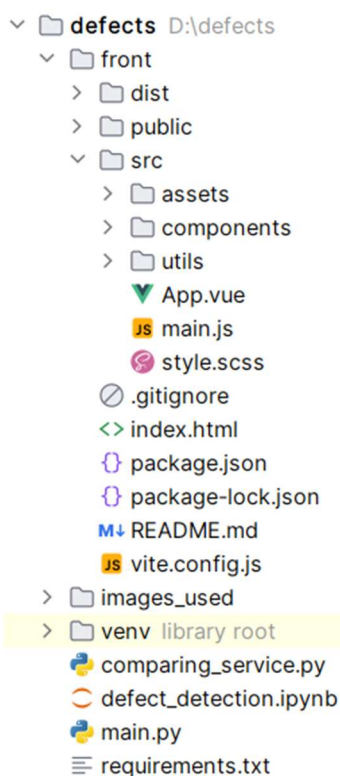 defects D:\defects
front
dist
public
src
assets
components
utils
App.vue
JS main.js
style.scss
.gitignore
<> index.html
{} package.json
{} package-lock.json
M↓ README.md
JS vite.config.js
images_used
venv library root
comparing_service.py
defect_detection.ipynb
main.py
requirements.txt